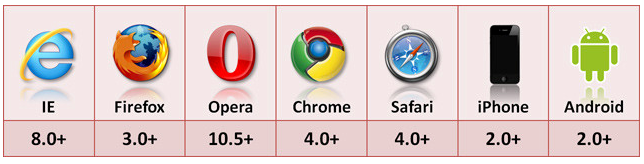 IE Firefox Opera Chrome Safari iPhone Android
8.0+ 3.0+ 10.5+ 4.0+ 4.0+ 2.0+ 2.0+